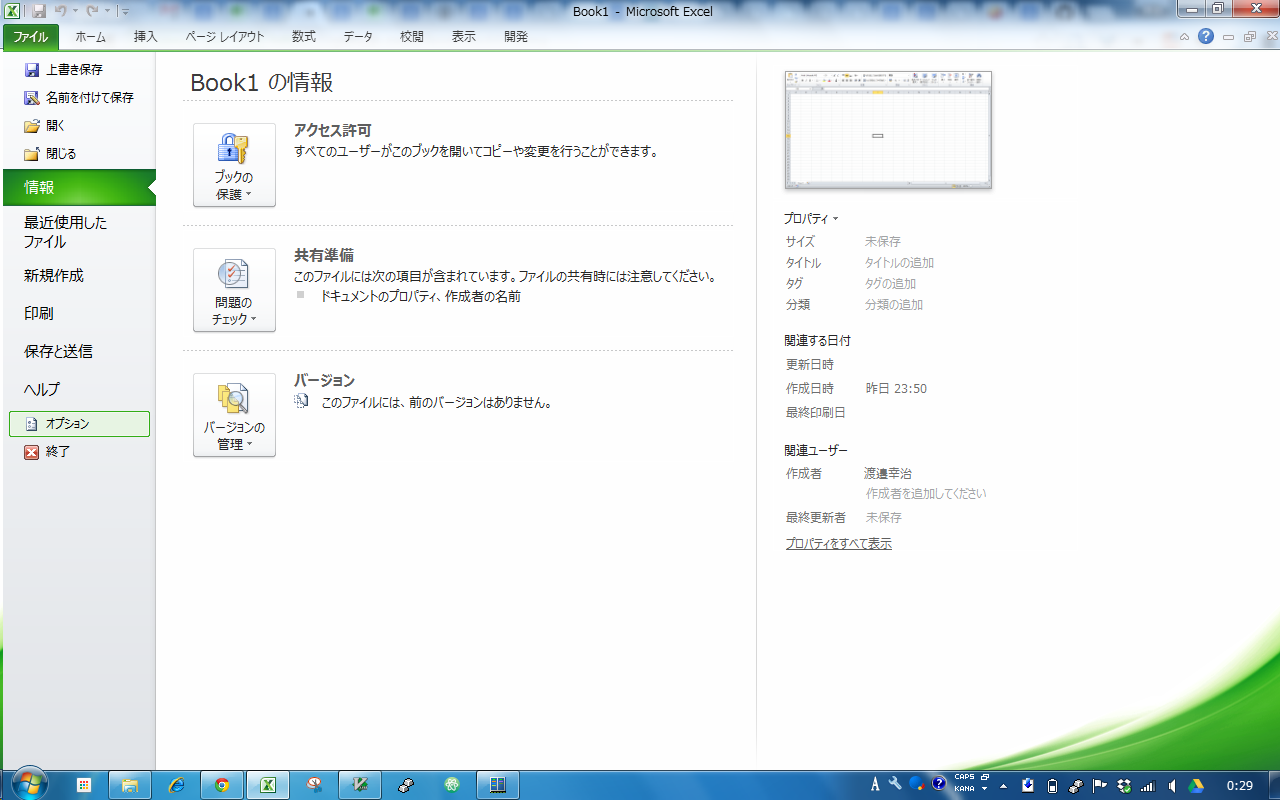 Book1 - Microsoft Excel
ファイル ホーム 挿入 ページ レイアウト 数式 データ 校閲 表示 開発
上書き保存
名前を付けて保存
開く
閉じる
情報
最近使用した
ファイル
新規作成
印刷
保存と送信
ヘルプ
オプション
終了
Book1 の情報
ブックの
保護
アクセス許可
すべてのユーザーがこのブックを開いてコピーや変更を行うことができます。
問題の
チェック
共有準備
このファイルには次の項目が含まれています。ファイルの共有時には注意してください。
ドキュメントのプロパティ、作成者の名前
バージョンの
管理
バージョン
このファイルには、前のバージョンはありません。
プロパティ
サイズ 未保存
タイトル タイトルの追加
タグ タグの追加
分類 分類の追加
関連する日付
更新日時
作成日時 昨日 23:50
最終印刷日
関連ユーザー
作成者 渡邉幸治
作成者を追加してください
最終更新者 未保存
プロパティをすべて表示
A CAPS
KANA
0:29